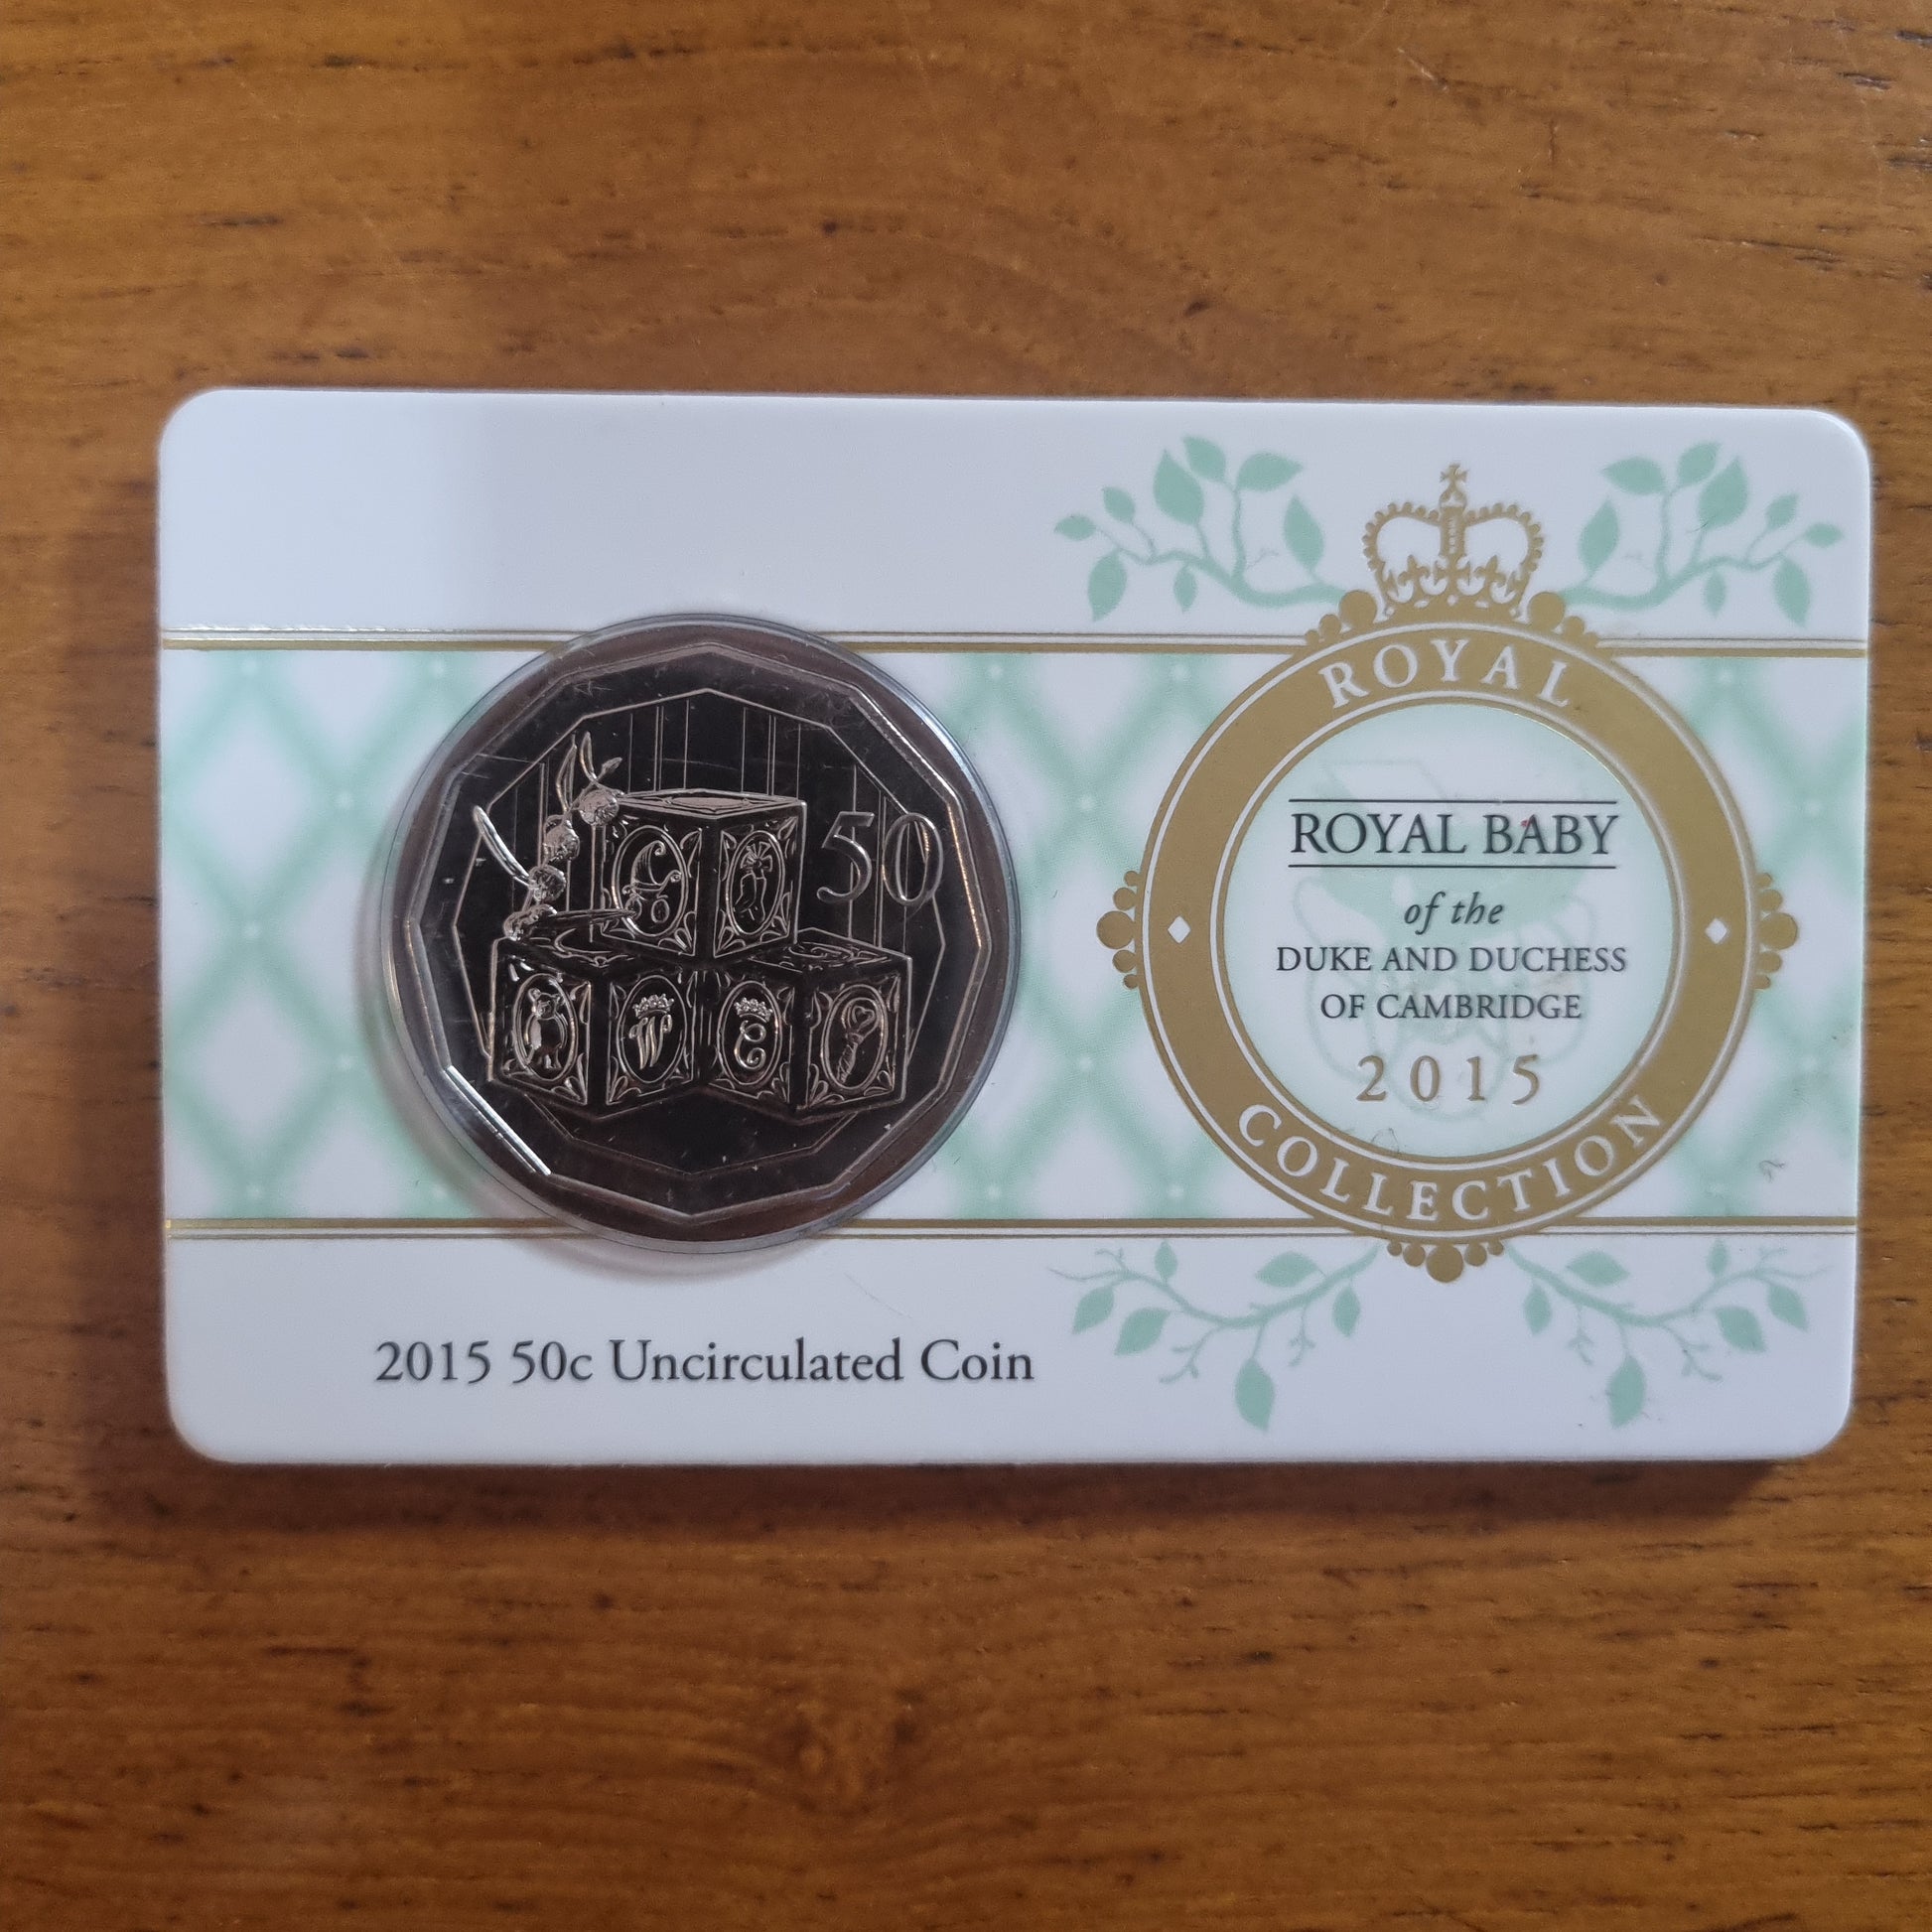 50
W
C
2015 50c Uncirculated Coin
ROYAL
ROYAL BABY
of the
DUKE AND DUCHESS
OF CAMBRIDGE
2015
COLLECTION